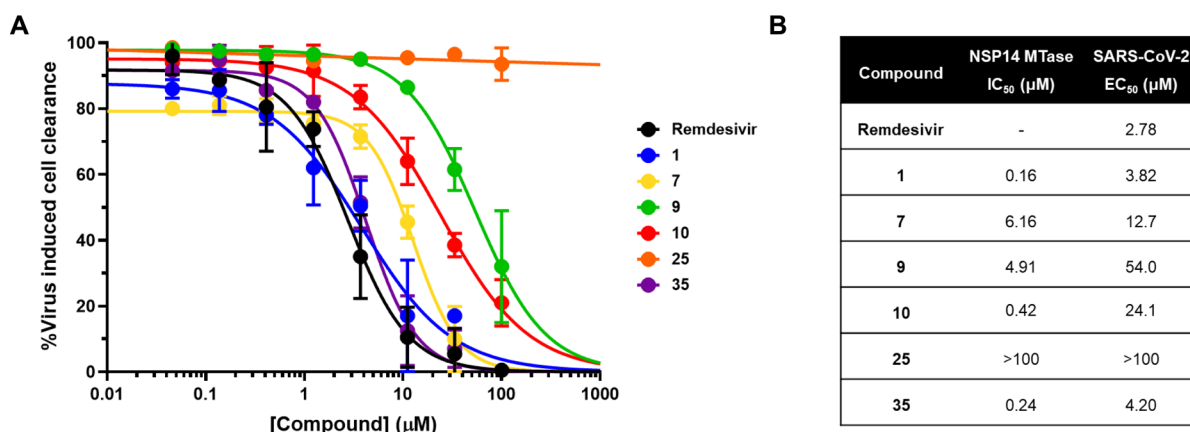 A
%Virus induced cell clearance
100
80
60
40
20
0
0.01 0.1 1 10 100 1000
[Compound] (μM)
Remdesivir
1
7
9
10
25
35
B
Compound NSP14 MTase IC₅₀ (μM) SARS-CoV-2 EC₅₀ (μM)
Remdesivir - 2.78
1 0.16 3.82
7 6.16 12.7
9 4.91 54.0
10 0.42 24.1
25 >100 >100
35 0.24 4.20